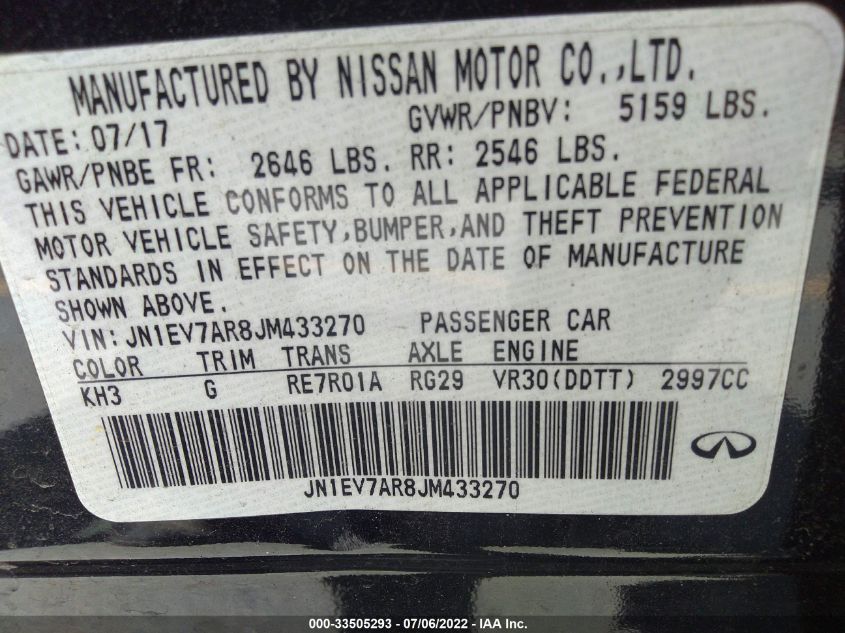 MANUFACTURED BY NISSAN MOTOR CO.,LTD.
DATE: 07/17 GVWR/PNBV: 5159 LBS.
GAWR/PNBE FR: 2646 LBS. RR: 2546 LBS.
THIS VEHICLE CONFORMS TO ALL APPLICABLE FEDERAL
MOTOR VEHICLE SAFETY,BUMPER,AND THEFT PREVENTION
STANDARDS IN EFFECT ON THE DATE OF MANUFACTURE
SHOWN ABOVE.
VIN:JN1EV7AR8JM433270 PASSENGER CAR
COLOR TRIM TRANS AXLE ENGINE
KH3 G RE7R01A RG29 VR30(DDTT) 2997CC
JN1EV7AR8JM433270
000-33505293 - 07/06/2022 - IAA Inc.